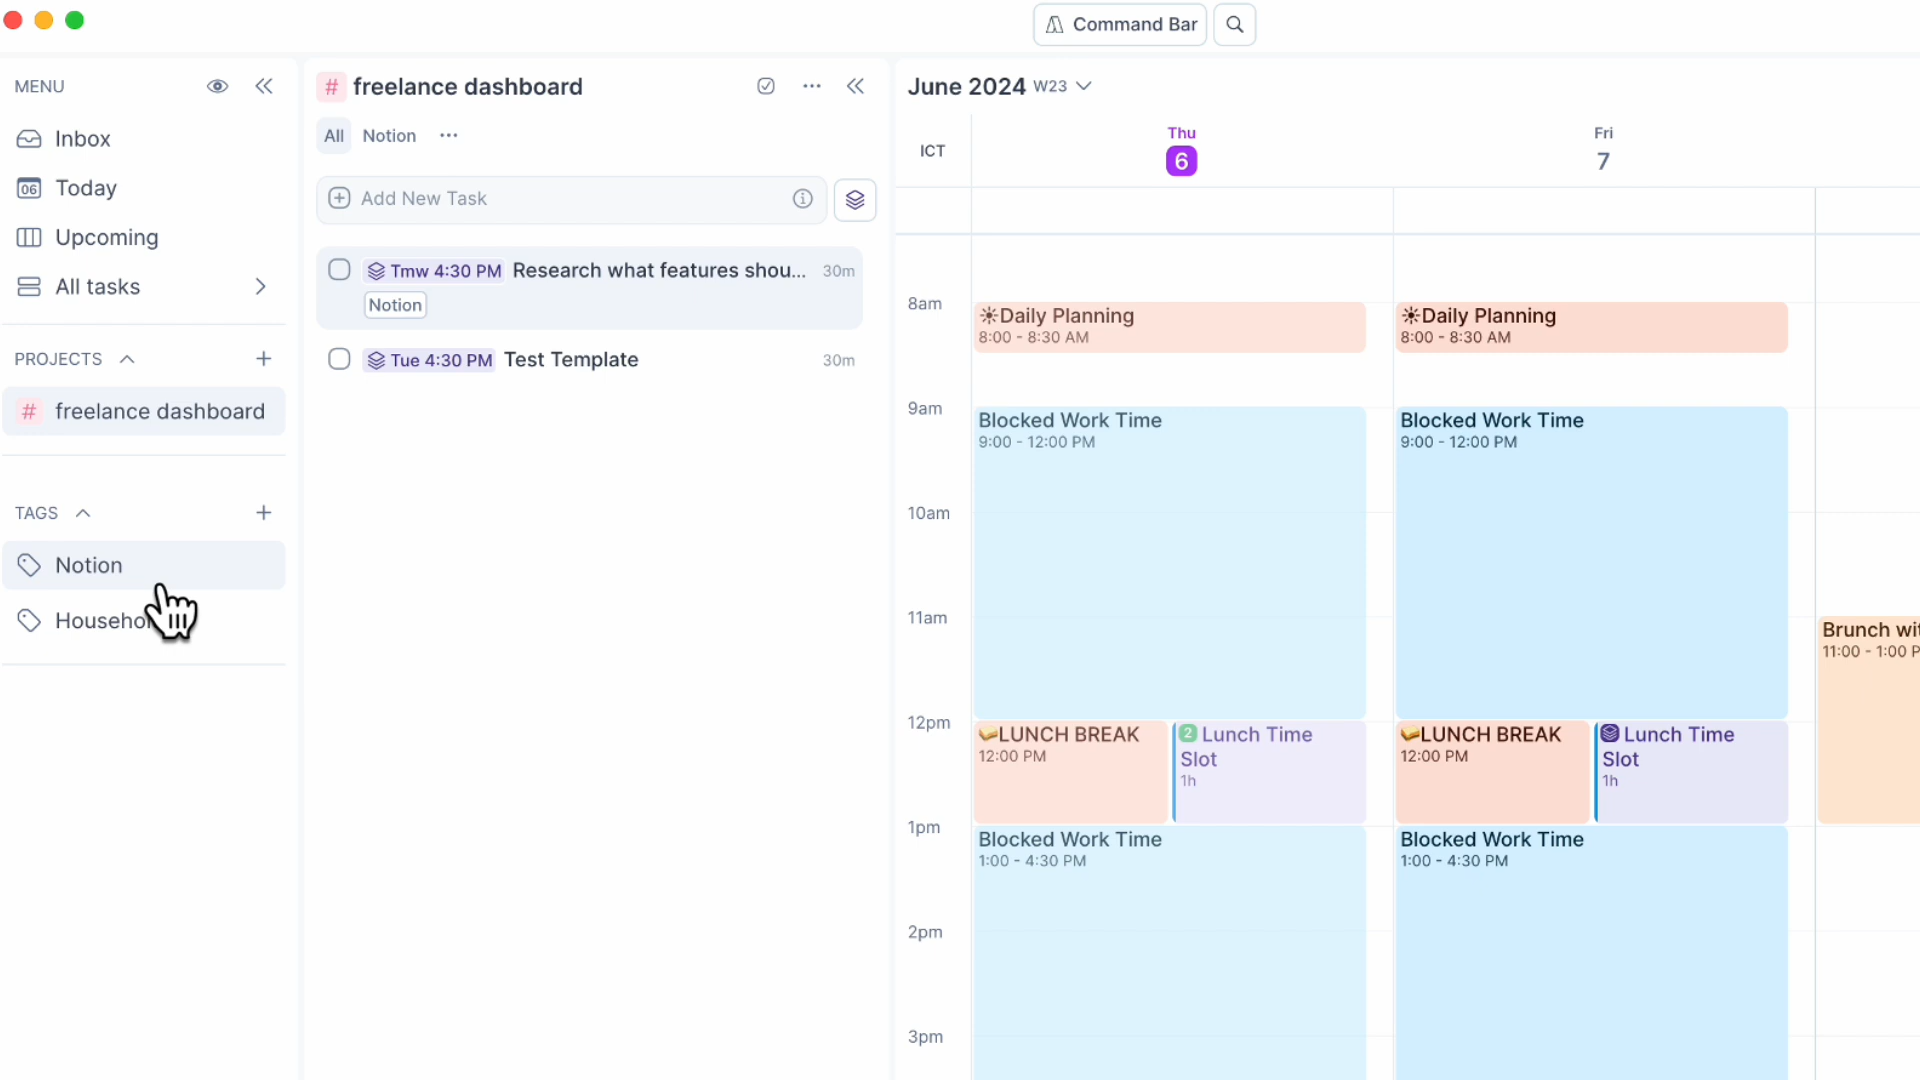 Command Bar
MENU
Inbox
06 Today
Upcoming
All tasks
PROJECTS
# freelance dashboard
TAGS
Notion
# freelance dashboard
All Notion ...
Add New Task
Tmw 4:30 PM Research what features shou... 30m
Notion
Tue 4:30 PM Test Template 30m
June 2024 W23
ICT
Thu
6
Fri
7
8am
9am
10am
11am
12pm
1pm
2pm
3pm
Daily Planning
8:00 - 8:30 AM
Blocked Work Time
9:00 - 12:00 PM
LUNCH BREAK
12:00 PM
2 Lunch Time
Slot
1h
Blocked Work Time
1:00 - 4:30 PM
Daily Planning
8:00 - 8:30 AM
Blocked Work Time
9:00 - 12:00 PM
LUNCH BREAK
12:00 PM
Lunch Time
Slot
1h
Blocked Work Time
1:00 - 4:30 PM
Brunch
11:00 - 1:00